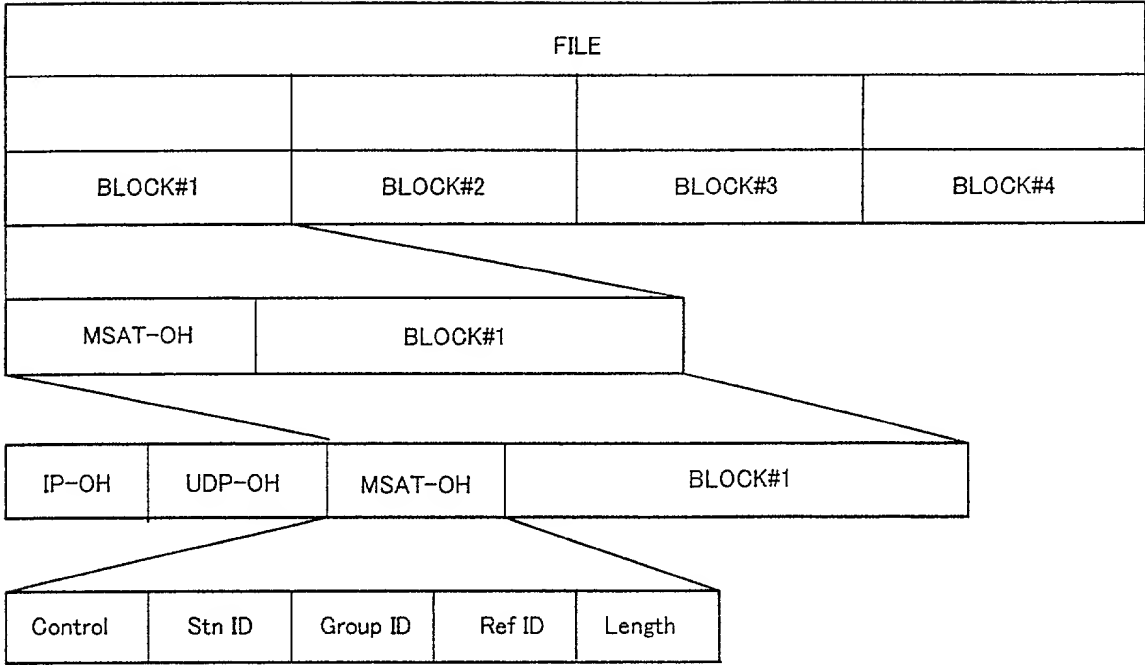 FILE
BLOCK#1 BLOCK#2 BLOCK#3 BLOCK#4
MSAT-OH BLOCK#1
IP-OH UDP-OH MSAT-OH BLOCK#1
Control Stn ID Group ID Ref ID Length